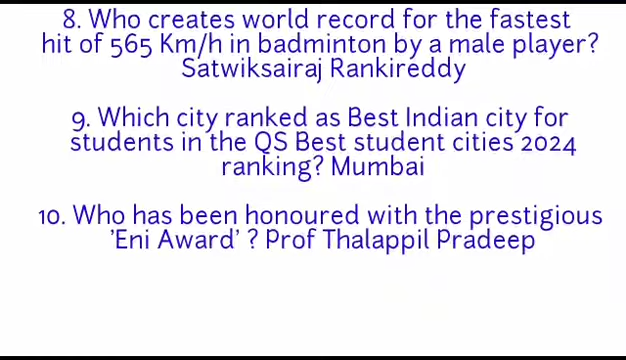 8. Who creates world record for the fastest
hit of 565 Km/h in badminton by a male player?
Satwiksairaj Rankireddy
9. Which city ranked as Best Indian city for
students in the QS Best student cities 2024
ranking? Mumbai
10. Who has been honoured with the prestigious
'Eni Award' ? Prof Thalappil Pradeep